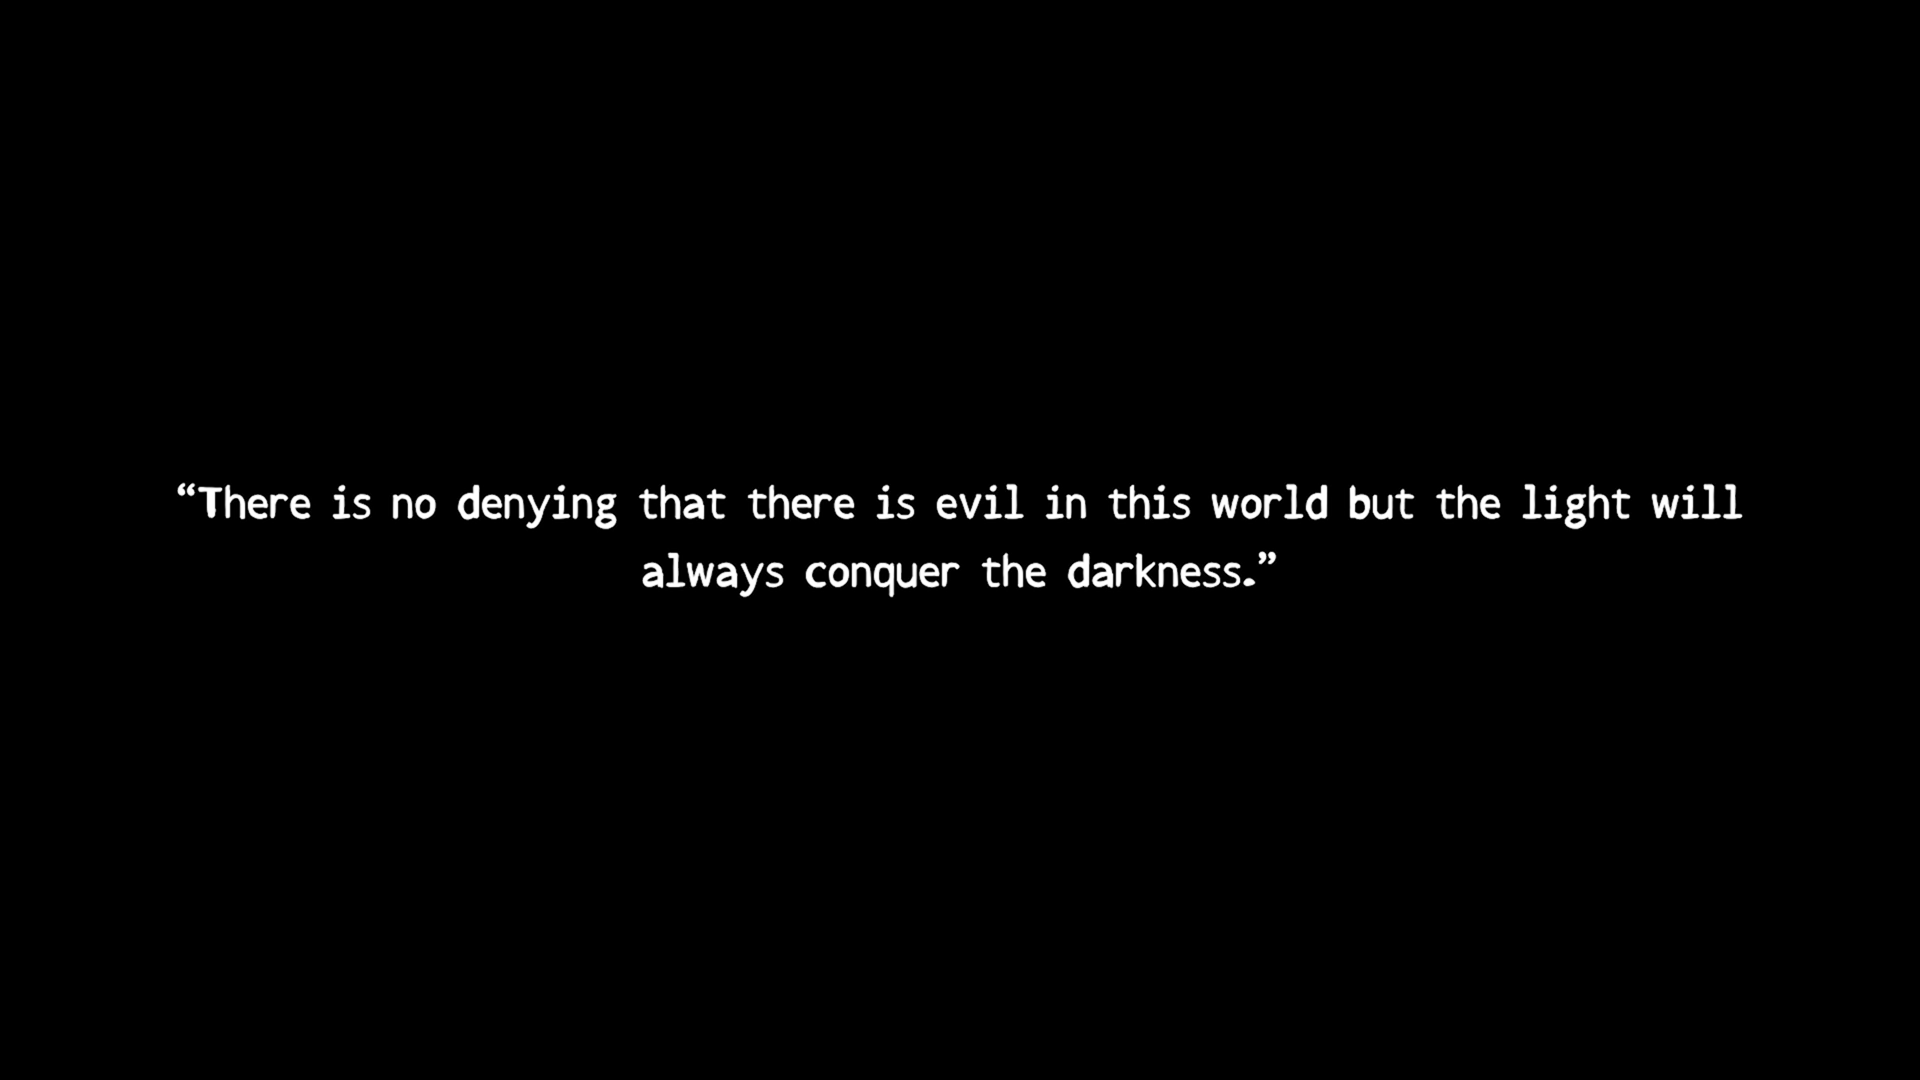 “There is no denying that there is evil in this world but the light will
always conquer the darkness.”